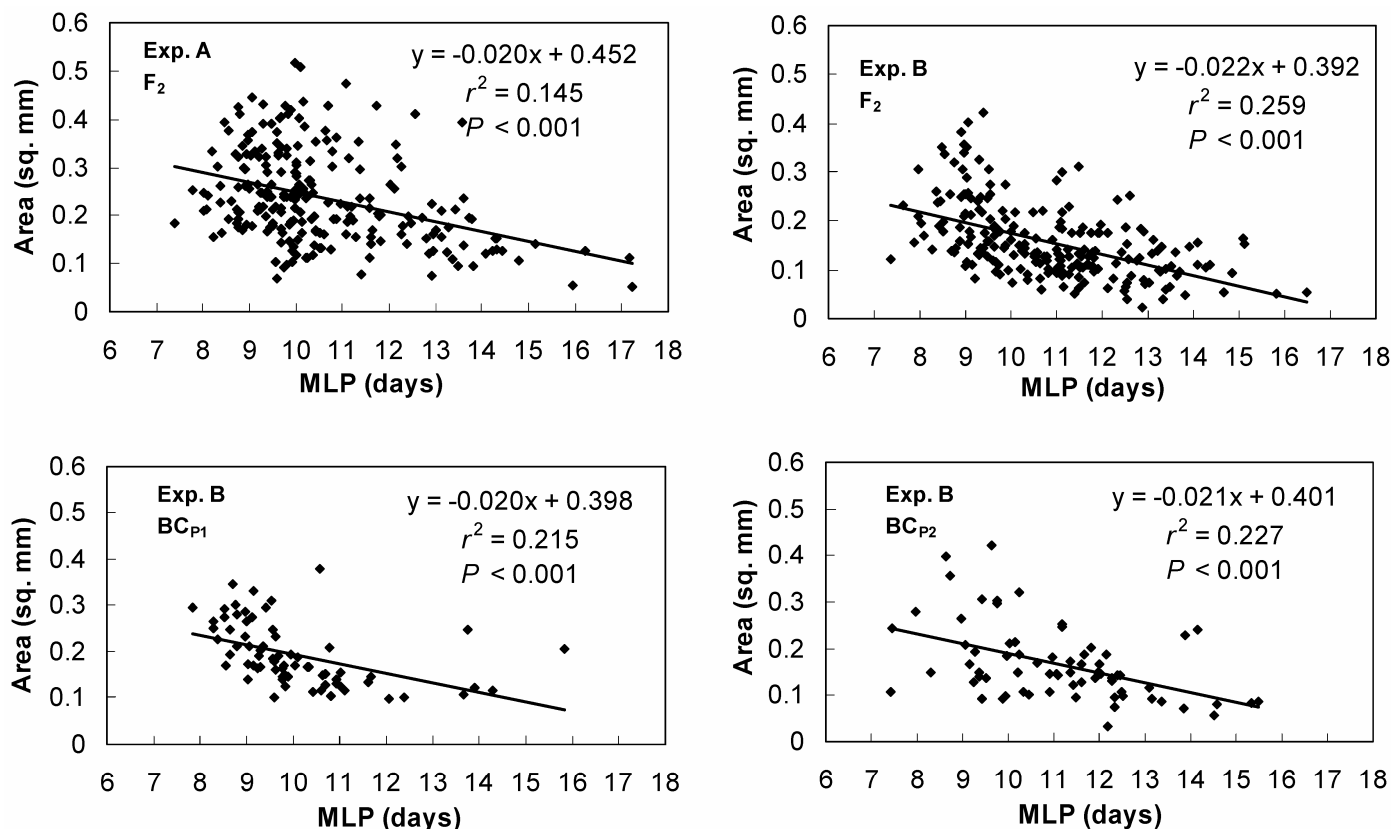 0.6
0.5
0.4
0.3
0.2
0.1
0
Area (sq. mm)
Exp. A
F2
y = -0.020x + 0.452
r2 = 0.145
P < 0.001
6 7 8 9 10 11 12 13 14 15 16 17 18
MLP (days)
0.6
0.5
0.4
0.3
0.2
0.1
0
Area (sq. mm)
Exp. B
F2
y = -0.022x + 0.392
r2 = 0.259
P < 0.001
6 7 8 9 10 11 12 13 14 15 16 17 18
MLP (days)
0.6
0.5
0.4
0.3
0.2
0.1
0
Area (sq. mm)
Exp. B
BCP1
y = -0.020x + 0.398
r2 = 0.215
P < 0.001
6 7 8 9 10 11 12 13 14 15 16 17 18
MLP (days)
0.6
0.5
0.4
0.3
0.2
0.1
0
Area (sq. mm)
Exp. B
BCP2
y = -0.021x + 0.401
r2 = 0.227
P < 0.001
6 7 8 9 10 11 12 13 14 15 16 17 18
MLP (days)